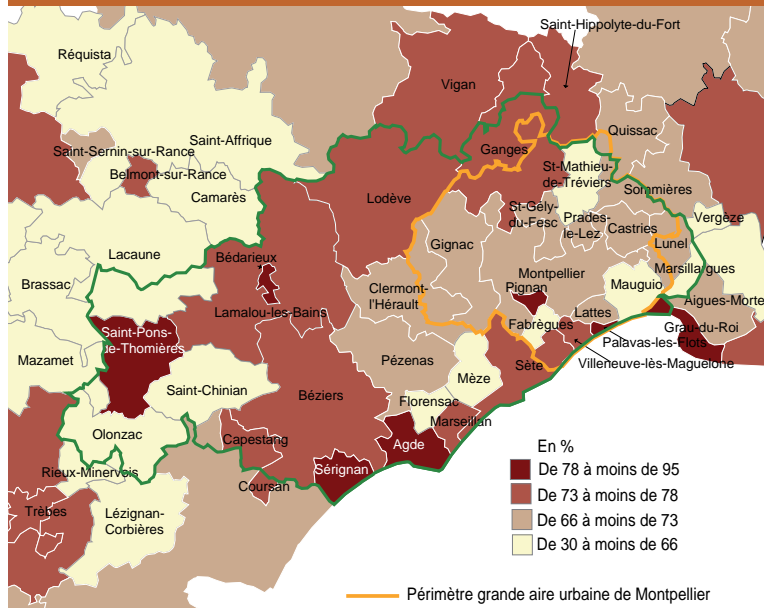 Saint-Hippolyte-du-Fort
Réquista
Vigan
Saint-Affrique
Quissac
Saint-Sernin-sur-Rance
Ganges
Belmont-sur-Rance
St-Mathieu-
de-Tréviers
Camarès
Lodève
Sommières
St-Gély-
du-Fesc
Prades-
le-Lez
Castries
Vergèze
Lunel
Gignac
Lacaune
Bédarieux
Marsillargues
Montpellier
Brassac
Clermont-
l'Hérault
Pignan
Mauguio
Aigues-Morte
Lamalou-les-Bains
Lattes
Saint-Pons-
de-Thomières
Fabrègues
Grau-du-Roi
Palavas-les-Flots
Mazamet
Pézenas
Sète
Villeneuve-lès-Maguelone
Mèze
Saint-Chinian
Béziers
Florensac
Marseillan
Olonzac
Capestang
Agde
Rieux-Minervois
Sérignan
Coursan
Trèbes
Lézignan-
Corbières
En %
De 78 à moins de 95
De 73 à moins de 78
De 66 à moins de 73
De 30 à moins de 66
Périmètre grande aire urbaine de Montpellier